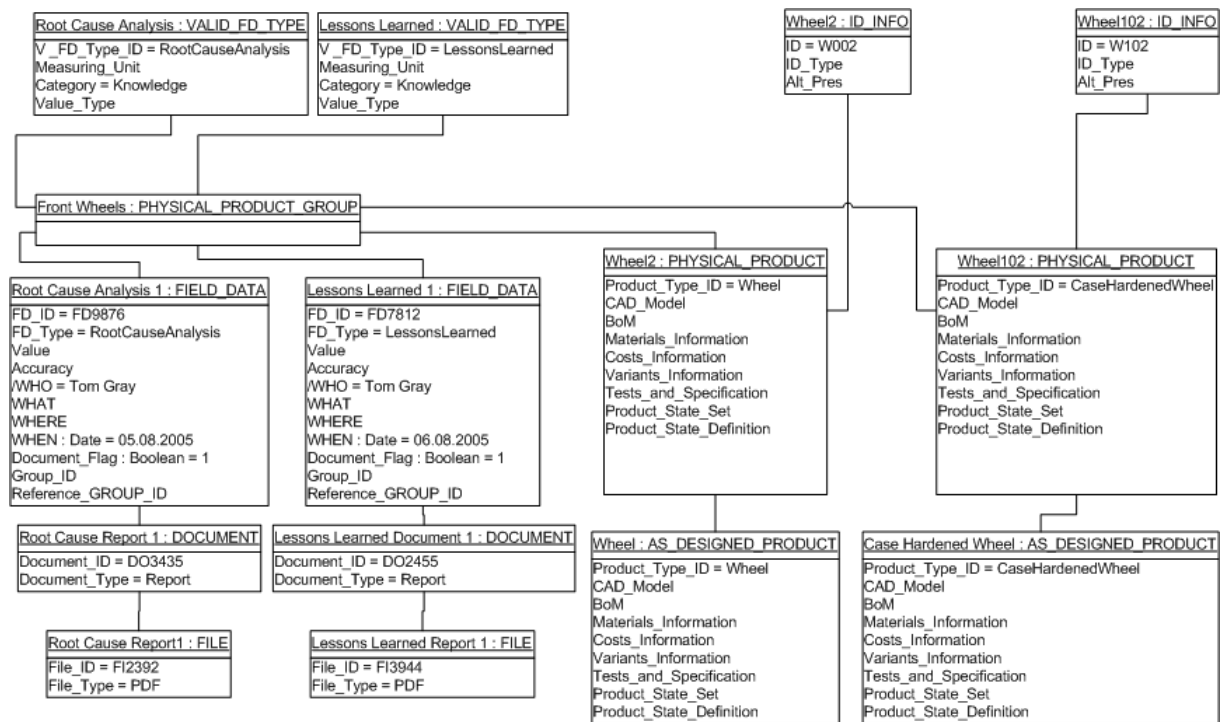 Root Cause Analysis : VALID_FD_TYPE
V _FD_Type_ID = RootCauseAnalysis
Measuring_Unit
Category = Knowledge
Value_Type
Lessons Learned : VALID_FD_TYPE
V _FD_Type_ID = LessonsLearned
Measuring_Unit
Category = Knowledge
Value_Type
Wheel2 : ID_INFO
ID = W002
ID_Type
Alt_Pres
Wheel102 : ID_INFO
ID = W102
ID_Type
Alt_Pres
Front Wheels : PHYSICAL_PRODUCT_GROUP
Root Cause Analysis 1 : FIELD_DATA
FD_ID = FD9876
FD_Type = RootCauseAnalysis
Value
Accuracy
/WHO = Tom Gray
WHAT
WHERE
WHEN : Date = 05.08.2005
Document_Flag : Boolean = 1
Group_ID
Reference_GROUP_ID
Lessons Learned 1 : FIELD_DATA
FD_ID = FD7812
FD_Type = LessonsLearned
Value
Accuracy
/WHO = Tom Gray
WHAT
WHERE
WHEN : Date = 06.08.2005
Document_Flag : Boolean = 1
Group_ID
Reference_GROUP_ID
Wheel2 : PHYSICAL_PRODUCT
Product_Type_ID = Wheel
CAD_Model
BoM
Materials_Information
Costs_Information
Variants_Information
Tests_and_Specification
Product_State_Set
Product_State_Definition
Wheel102 : PHYSICAL_PRODUCT
Product_Type_ID = CaseHardenedWheel
CAD_Model
BoM
Materials_Information
Costs_Information
Variants_Information
Tests_and_Specification
Product_State_Set
Product_State_Definition
Root Cause Report 1 : DOCUMENT
Document_ID = DO3435
Document_Type = Report
Lessons Learned Document 1 : DOCUMENT
Document_ID = DO2455
Document_Type = Report
Wheel : AS_DESIGNED_PRODUCT
Product_Type_ID = Wheel
CAD_Model
BoM
Materials_Information
Costs_Information
Variants_Information
Tests_and_Specification
Product_State_Set
Product_State_Definition
Case Hardened Wheel : AS_DESIGNED_PRODUCT
Product_Type_ID = CaseHardenedWheel
CAD_Model
BoM
Materials_Information
Costs_Information
Variants_Information
Tests_and_Specification
Product_State_Set
Product_State_Definition
Root Cause Report1 : FILE
File_ID = FI2392
File_Type = PDF
Lessons Learned Report 1 : FILE
File_ID = FI3944
File_Type = PDF